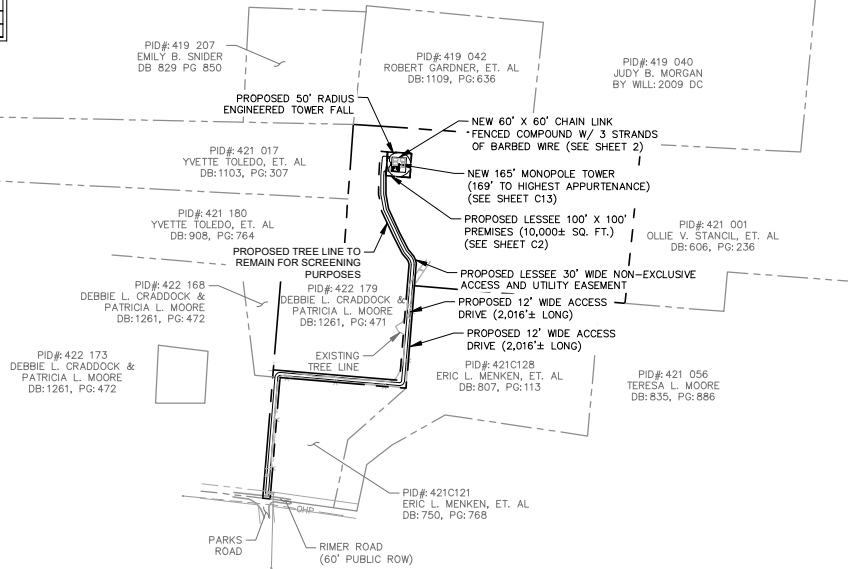 PID#: 419 207
EMILY B. SNIDER
DB 829 PG 850
PID#: 419 042
ROBERT GARDNER, ET. AL
DB:1109, PG:636
PID#: 419 040
JUDY B. MORGAN
BY WILL: 2009 DC
PROPOSED 50' RADIUS
ENGINEERED TOWER FALL
NEW 60' X 60' CHAIN LINK
FENCED COMPOUND W/ 3 STRANDS
OF BARBED WIRE (SEE SHEET 2)
PID#: 421 017
YVETTE TOLEDO, ET. AL
DB:1103, PG:307
NEW 165' MONOPOLE TOWER
(169' TO HIGHEST APPURTENANCE)
(SEE SHEET C13)
PID#: 421 180
YVETTE TOLEDO, ET. AL
DB:908, PG:764
PROPOSED LESSEE 100' X 100'
PREMISES (10,000± SQ. FT.)
(SEE SHEET C2)
PID#: 421 001
OLLIE V. STANCIL, ET. AL
DB:606, PG:236
PROPOSED TREE LINE TO
REMAIN FOR SCREENING
PURPOSES
PROPOSED LESSEE 30' WIDE NON-EXCLUSIVE
ACCESS AND UTILITY EASEMENT
PID#: 422 168
DEBBIE L. CRADDOCK &
PATRICIA L. MOORE
DB:1261, PG:472
PID#: 422 179
DEBBIE L. CRADDOCK &
PATRICIA L. MOORE
DB:1261, PG:471
PROPOSED 12' WIDE ACCESS
DRIVE (2,016'± LONG)
PROPOSED 12' WIDE ACCESS
DRIVE (2,016'± LONG)
PID#: 422 173
DEBBIE L. CRADDOCK &
PATRICIA L. MOORE
DB:1261, PG:472
EXISTING
TREE LINE
PID#: 421C128
ERIC L. MENKEN, ET. AL
DB:807, PG:113
PID#: 421 056
TERESA L. MOORE
DB:835, PG:886
PID#: 421C121
ERIC L. MENKEN, ET. AL
DB:750, PG:768
OHP
PARKS
ROAD
RIMER ROAD
(60' PUBLIC ROW)